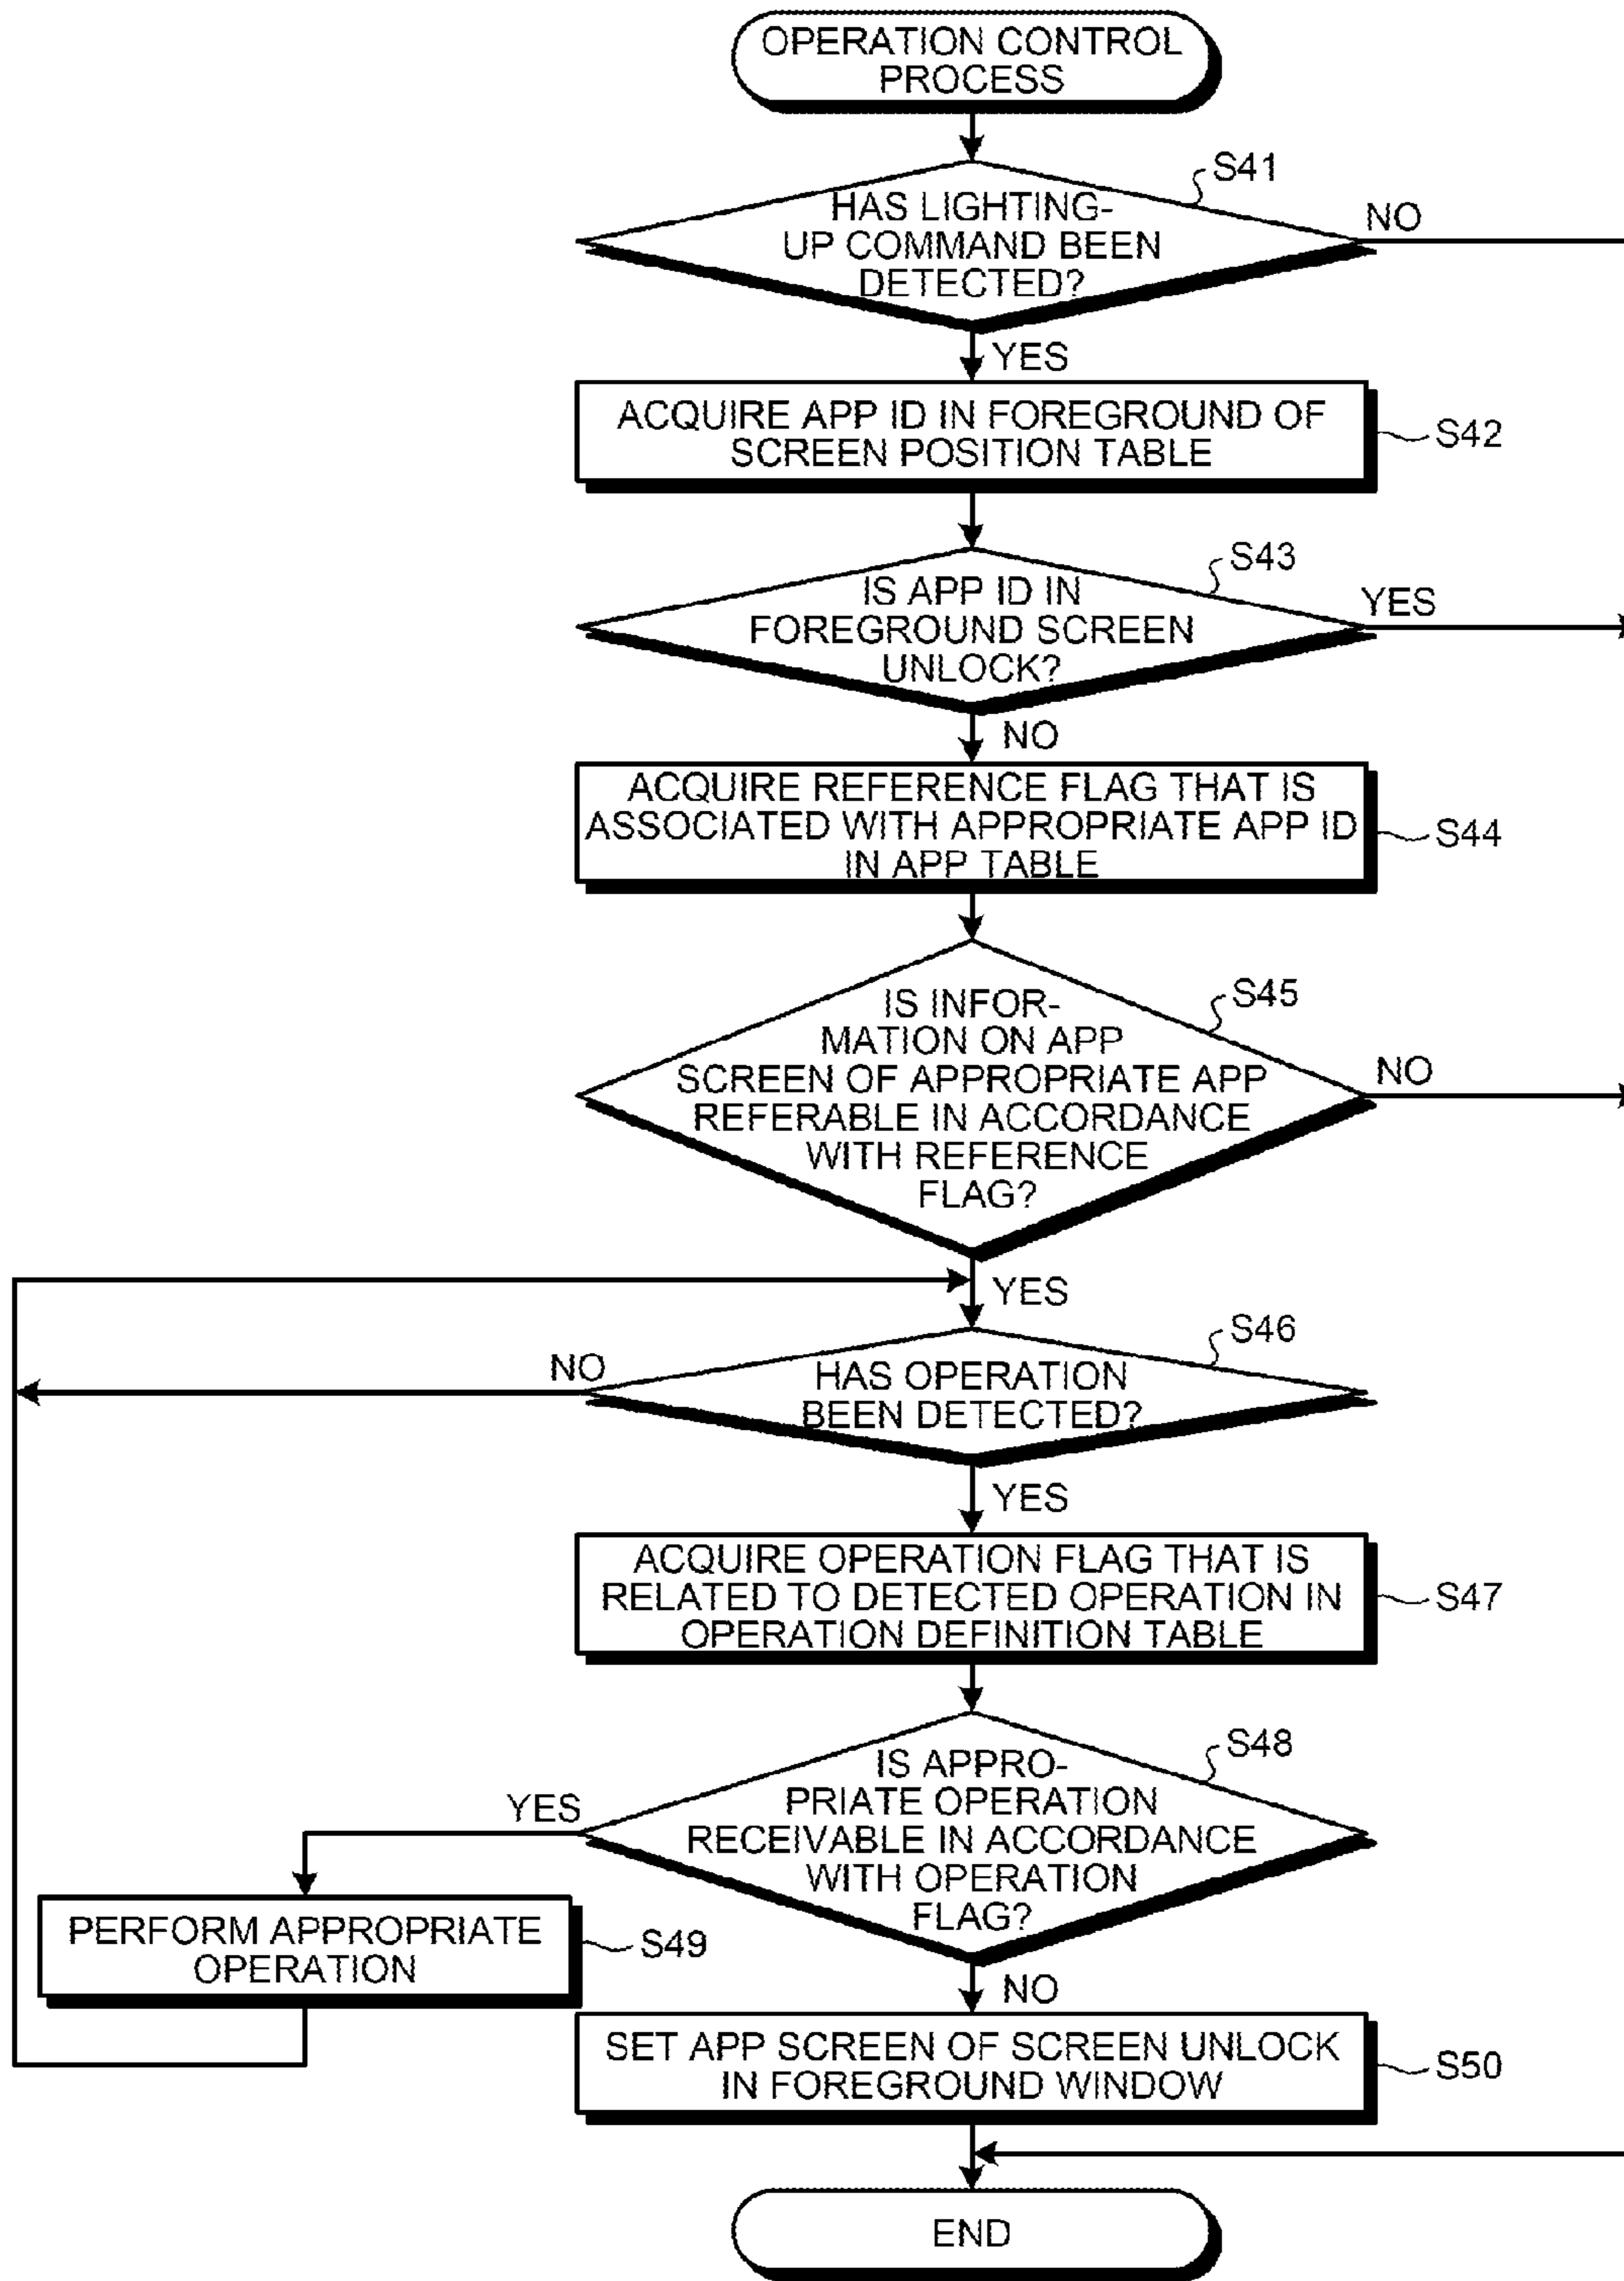 OPERATION CONTROL
PROCESS
S41
HAS LIGHTING-
UP COMMAND BEEN
DETECTED?
NO
YES
ACQUIRE APP ID IN FOREGROUND OF
SCREEN POSITION TABLE
S42
S43
IS APP ID IN
FOREGROUND SCREEN
UNLOCK?
YES
NO
ACQUIRE REFERENCE FLAG THAT IS
ASSOCIATED WITH APPROPRIATE APP ID
IN APP TABLE
S44
S45
IS INFOR-
MATION ON APP
SCREEN OF APPROPRIATE APP
REFERABLE IN ACCORDANCE
WITH REFERENCE
FLAG?
NO
YES
S46
NO
HAS OPERATION
BEEN DETECTED?
YES
ACQUIRE OPERATION FLAG THAT IS
RELATED TO DETECTED OPERATION IN
OPERATION DEFINITION TABLE
S47
S48
IS APPRO-
PRIATE OPERATION
RECEIVABLE IN ACCORDANCE
WITH OPERATION
FLAG?
YES
PERFORM APPROPRIATE
OPERATION
S49
NO
SET APP SCREEN OF SCREEN UNLOCK
IN FOREGROUND WINDOW
S50
END